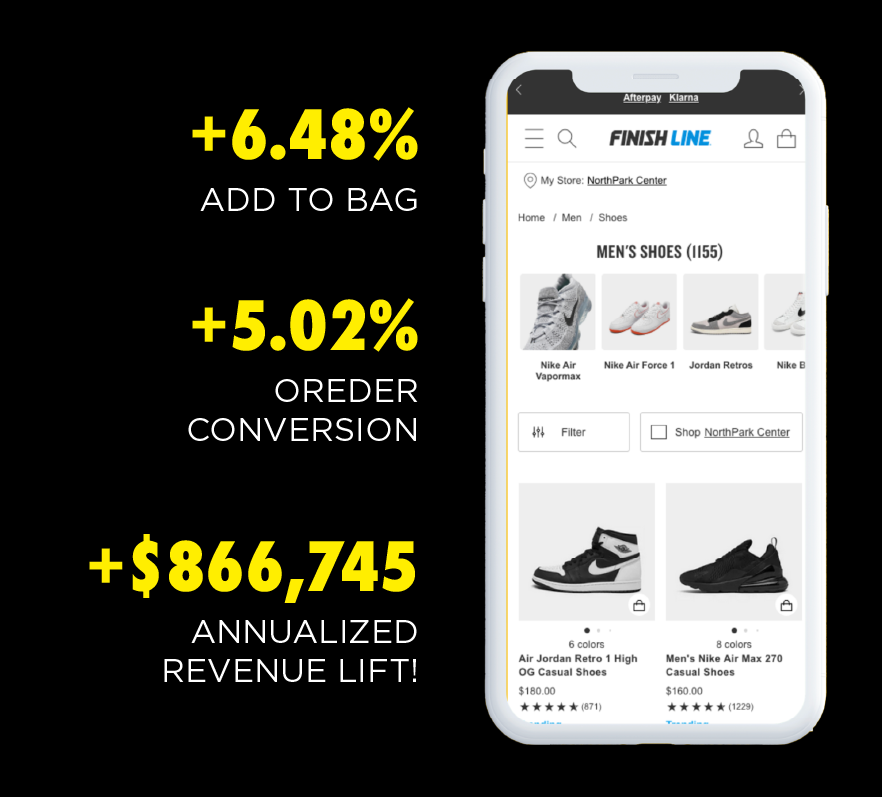 +6.48%
ADD TO BAG
+5.02%
OREDER
CONVERSION
+$866,745
ANNUALIZED
REVENUE LIFT!
Afterpay Klarna
FINISH LINE
My Store: NorthPark Center
Home / Men / Shoes
MEN'S SHOES (1155)
Nike Air
Vapormax
Nike Air Force 1
Jordan Retros
Nike
Filter
Shop NorthPark Center
6 colors
Air Jordan Retro 1 High
OG Casual Shoes
$180.00
(871)
8 colors
Men's Nike Air Max 270
Casual Shoes
$160.00
(1229)
Trending